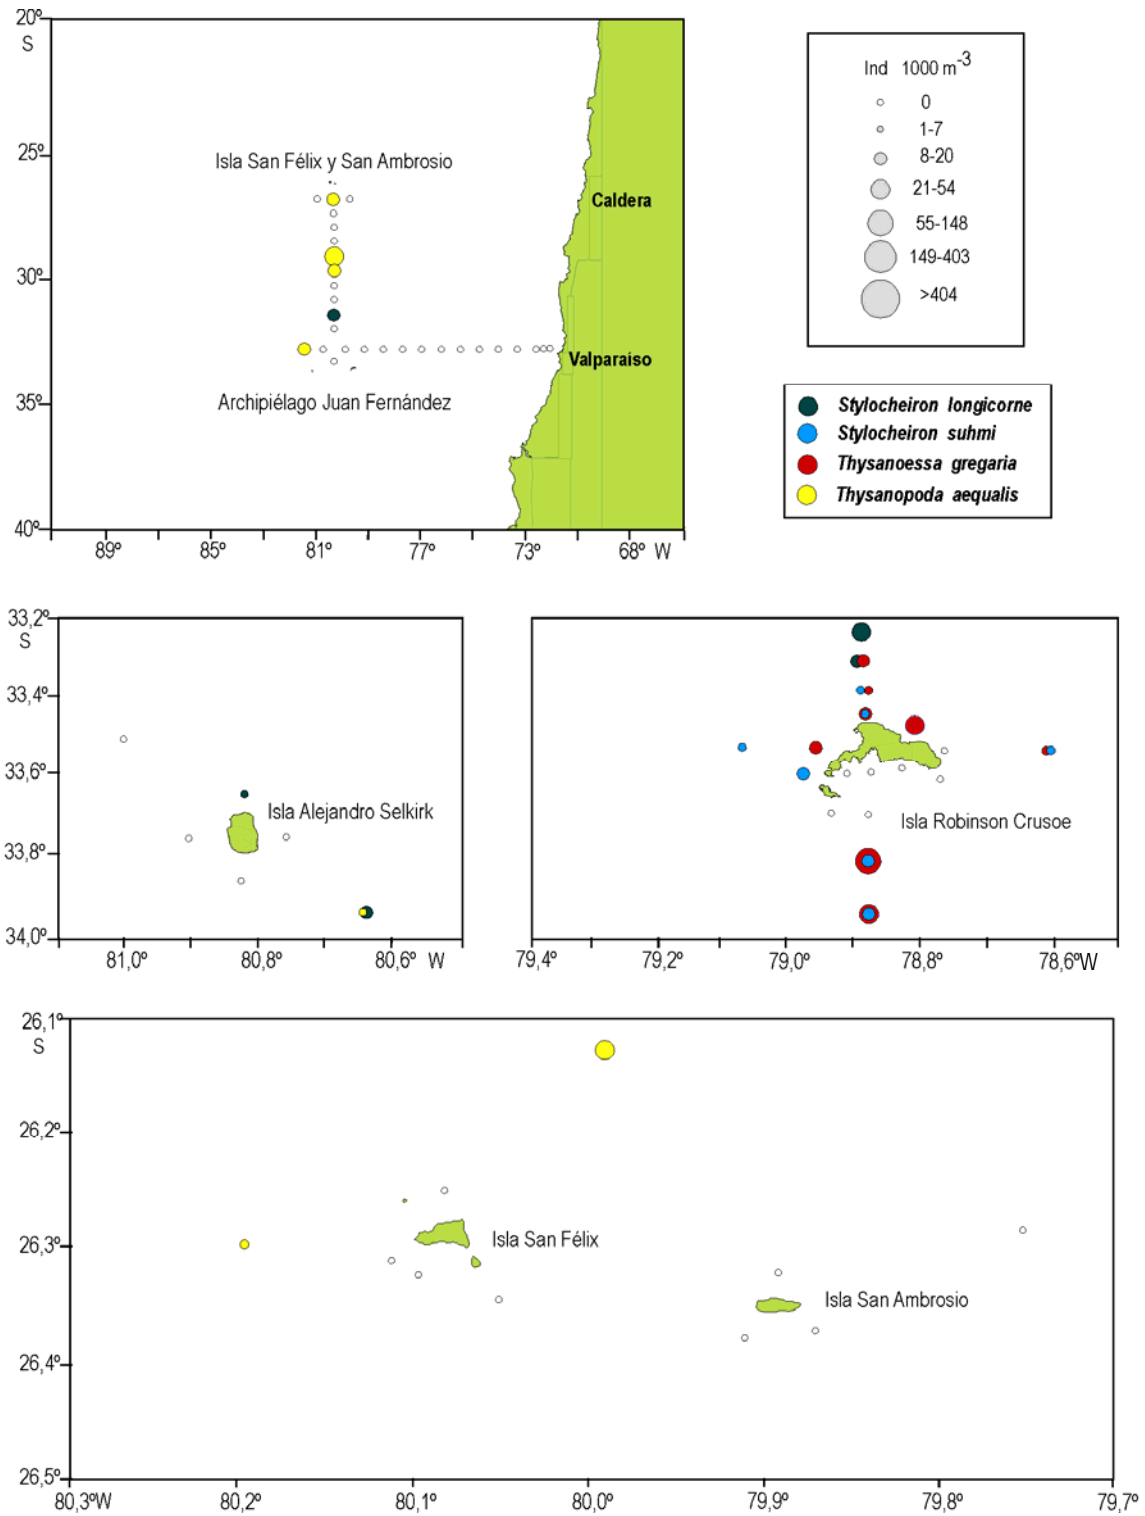 20º
S
25º
30º
35º
40º
89º 85º 81º 77º 73º 68º W
Isla San Félix y San Ambrosio
Caldera
Valparaíso
Archipiélago Juan Fernández
Ind 1000 m-3
0
1-7
8-20
21-54
55-148
149-403
>404
Stylocheiron longicorne
Stylocheiron suhmi
Thysanoessa gregaria
Thysanopoda aequalis
33,2º
S
33,4º
33,6º
33,8º
34,0º
81,0º 80,8º 80,6º W
Isla Alejandro Selkirk
Isla Robinson Crusoe
79,4º 79,2º 79,0º 78,8º 78,6ºW
26,1º
S
26,2º
26,3º
26,4º
26,5º
80,3ºW 80,2º 80,1º 80,0º 79,9º 79,8º 79,7º
Isla San Félix
Isla San Ambrosio